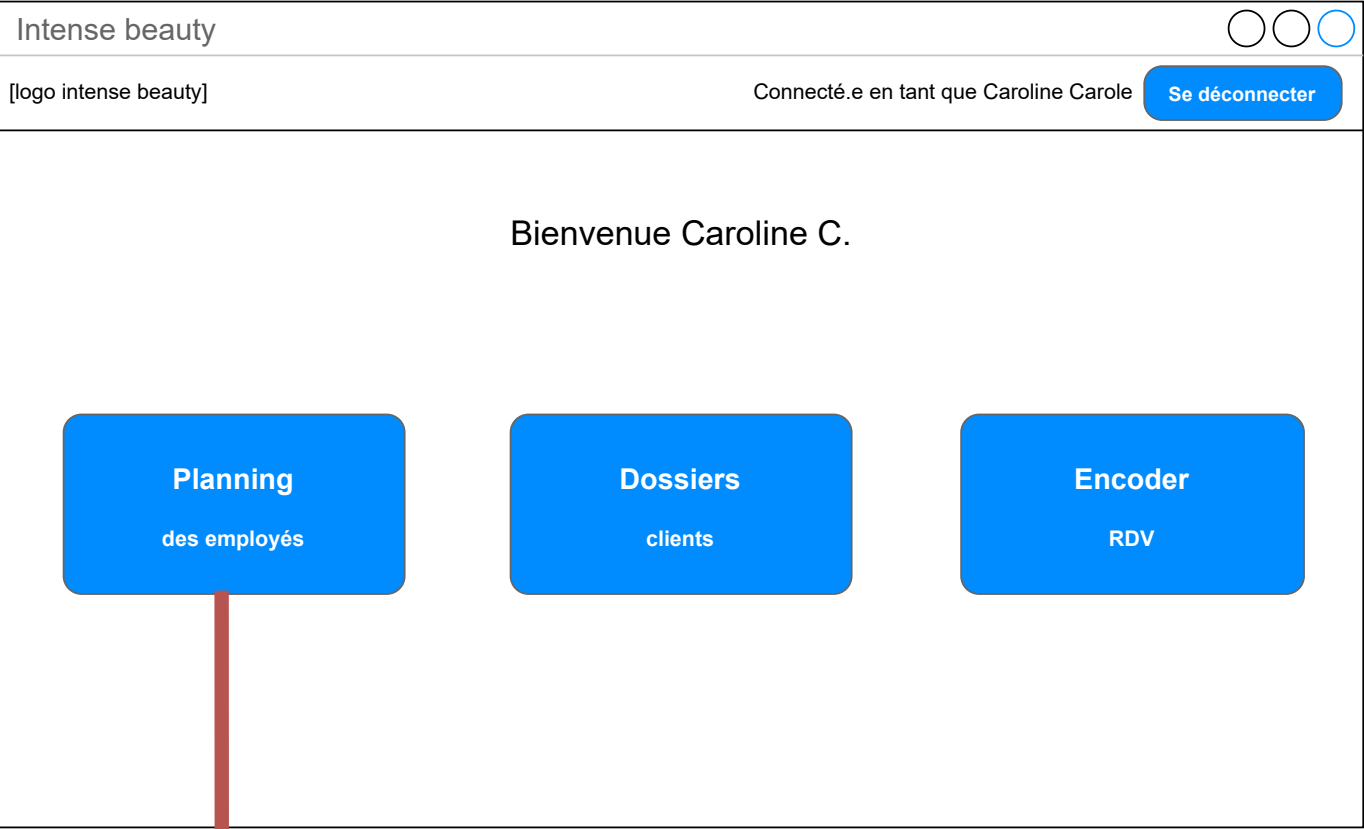 Intense beauty
[logo intense beauty]
Connecté.e en tant que Caroline Carole
Se déconnecter
Bienvenue Caroline C.
Planning
des employés
Dossiers
clients
Encoder
RDV